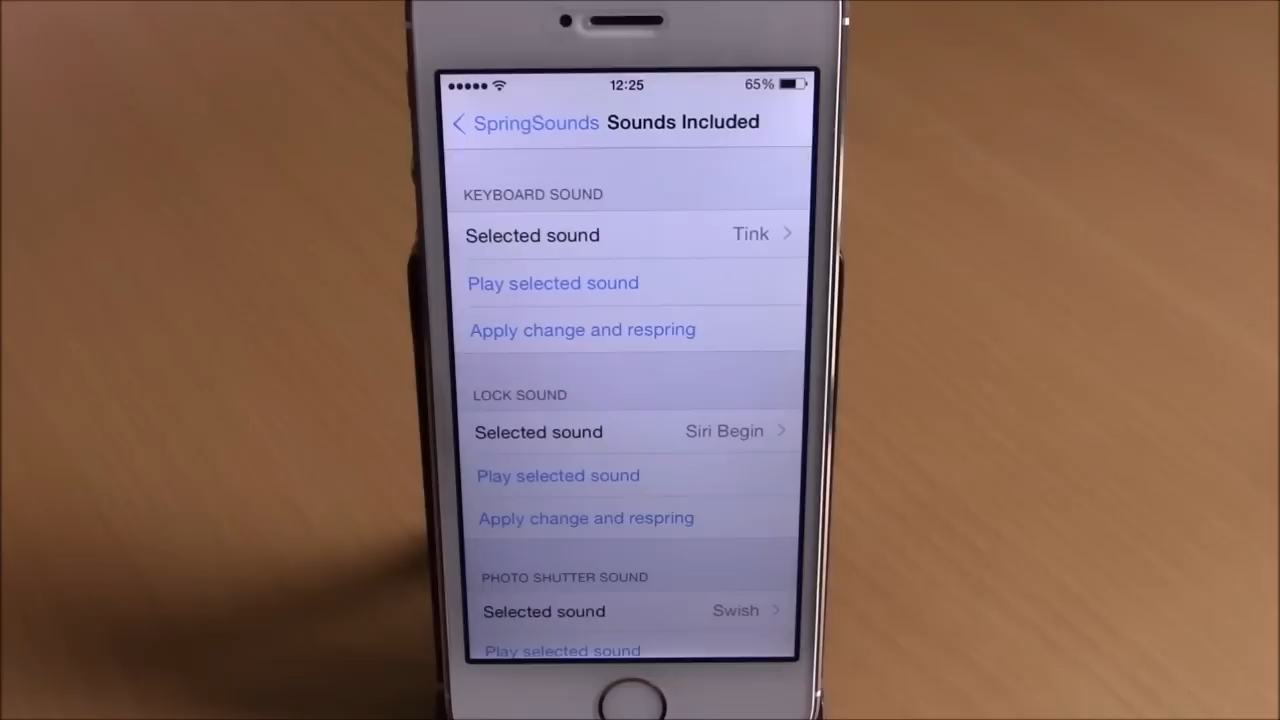 12:25 65%
SpringSounds Sounds Included
KEYBOARD SOUND
Selected sound Tink
Play selected sound
Apply change and respring
LOCK SOUND
Selected sound Siri Begin
Play selected sound
Apply change and respring
PHOTO SHUTTER SOUND
Selected sound Swish
Play selected sound